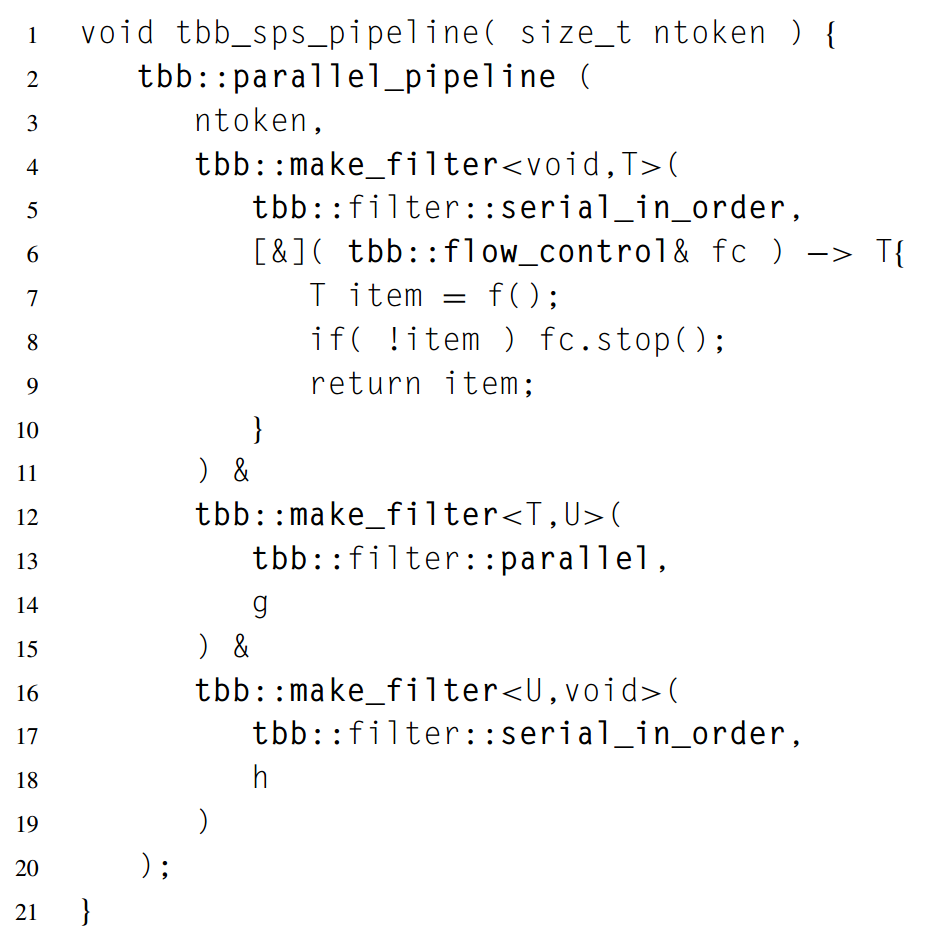 1 void tbb_sps_pipeline( size_t ntoken ) {
2 tbb::parallel_pipeline (
3 ntoken,
4 tbb::make_filter<void,T>(
5 tbb::filter::serial_in_order,
6 [&]( tbb::flow_control& fc ) −> T{
7 T item = f();
8 if( !item ) fc.stop();
9 return item;
10 }
11 ) &
12 tbb::make_filter<T,U>(
13 tbb::filter::parallel,
14 g
15 ) &
16 tbb::make_filter<U,void>(
17 tbb::filter::serial_in_order,
18 h
19 )
20 );
21 }